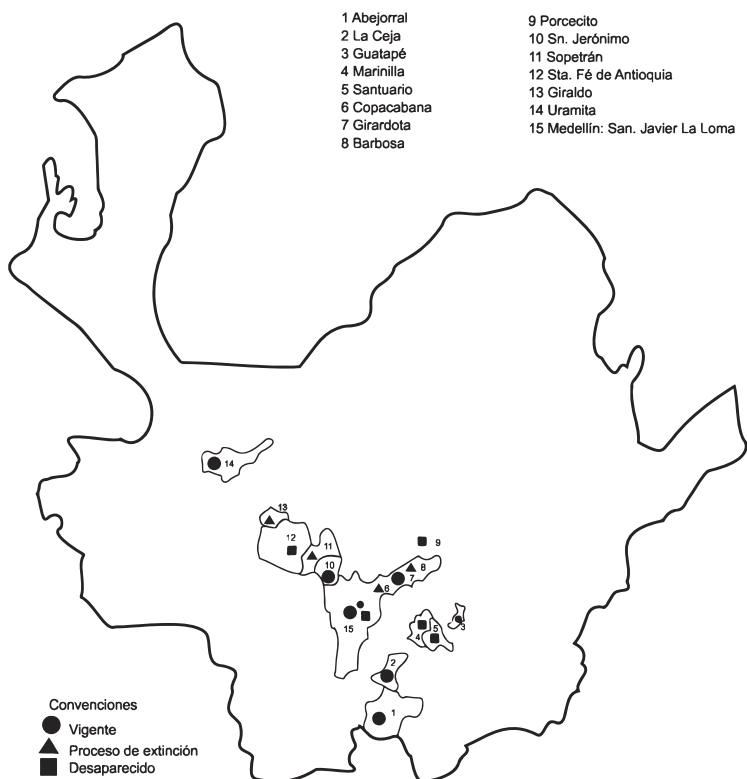 1 Abejorral
2 La Ceja
3 Guatapé
4 Marinilla
5 Santuario
6 Copacabana
7 Girardota
8 Barbosa
9 Porcecito
10 Sn. Jerónimo
11 Sopetrán
12 Sta. Fé de Antioquia
13 Giraldo
14 Uramita
15 Medellín: San. Javier La Loma
14
13
12
11
10
9
8
7
6
15
5
4
3
2
1
Convenciones
Vigente
Proceso de extinción
Desaparecido